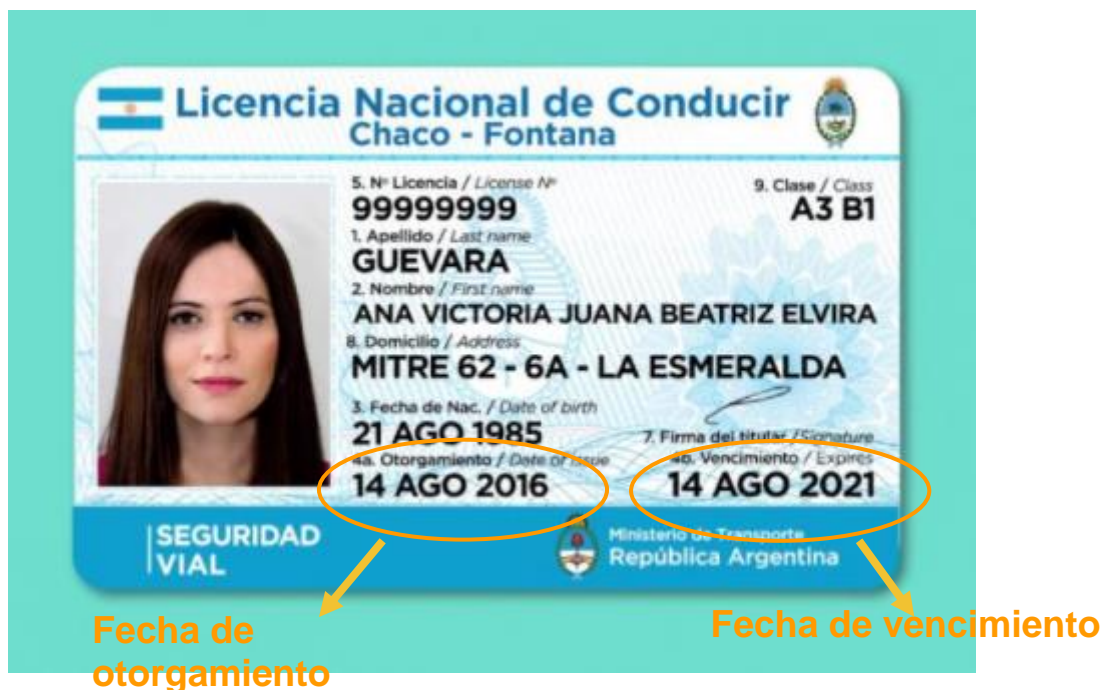 Licencia Nacional de Conducir
Chaco - Fontana
5. Nº Licencia / License Nº
9. Clase / Class
99999999
A3 B1
1. Apellido / Last name
GUEVARA
2. Nombre / First name
ANA VICTORIA JUANA BEATRIZ ELVIRA
8. Domicilio / Address
MITRE 62 - 6A - LA ESMERALDA
3. Fecha de Nac. / Date of birth
21 AGO 1985
7. Firma del titular / Signature
4a. Otorgamiento / Date of issue
4b. Vencimiento / Expires
14 AGO 2016
14 AGO 2021
SEGURIDAD
VIAL
Ministerio de Transporte
República Argentina
Fecha de
otorgamiento
Fecha de vencimiento